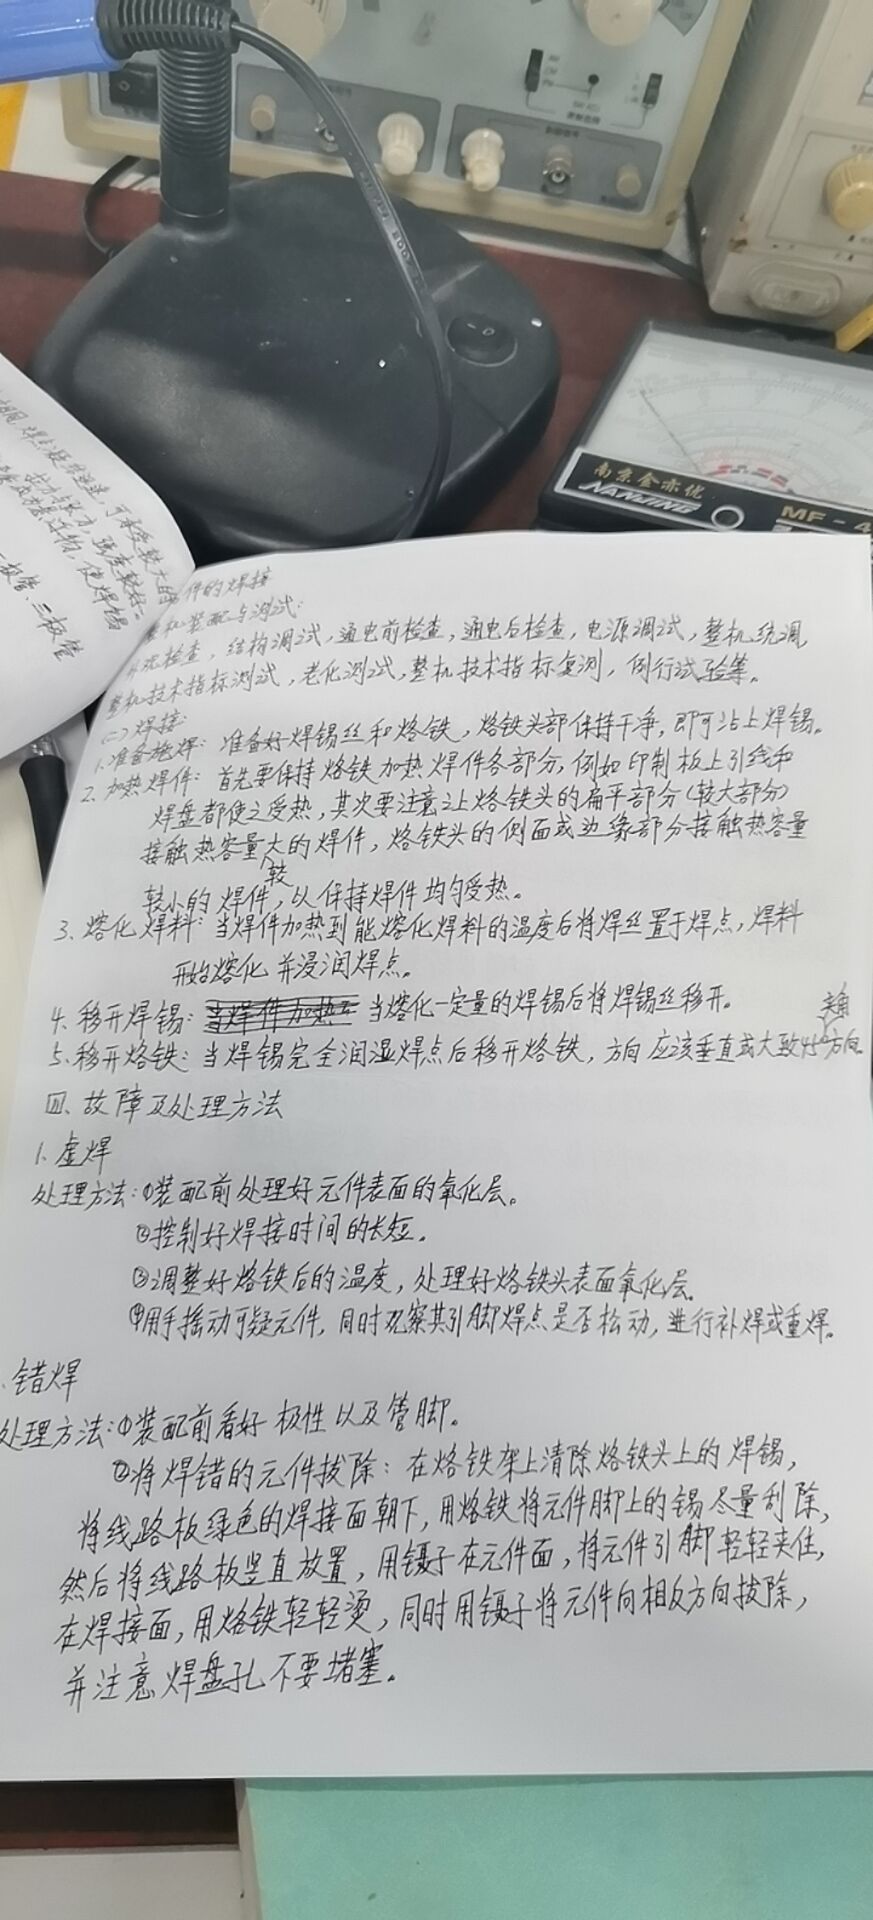 南京金亦优
NANJING
MF-4
件的焊接
整机装配与测试:
外观检查，结构调试，通电前检查，通电后检查，电源调试，整机统调，
整机技术指标测试，老化测试，整机技术指标复测，例行试验等。
(二)焊接:
1.准备施焊: 准备好焊锡丝和烙铁，烙铁头部保持干净，即可沾上焊锡。
2.加热焊件: 首先要保持烙铁加热焊件各部分，例如印制板上引线和
焊盘都使之受热，其次要注意让烙铁头的扁平部分(较大部分)
接触热容量较大的焊件，烙铁头的侧面或边缘部分接触热容量
较小的焊件，以保持焊件均匀受热。
3、熔化焊料: 当焊件加热到能熔化焊料的温度后将焊丝置于焊点，焊料
开始熔化并浸润焊点。
4.移开焊锡: 当熔化一定量的焊锡后将焊锡丝移开。
5.移开烙铁: 当焊锡完全润湿焊点后移开烙铁，方向应该垂直或大致45°方向。
四、故障及处理方法
1.虚焊
处理方法: ①装配前处理好元件表面的氧化层。
②控制好焊接时间的长短。
③调整好烙铁后的温度，处理好烙铁头表面氧化层。
④用手摇动可疑元件，同时观察其引脚焊点是否松动，进行补焊或重焊。
.错焊
处理方法:①装配前看好极性以及管脚。
②将焊错的元件拔除: 在烙铁架上清除烙铁头上的焊锡，
将线路板绿色的焊接面朝下，用烙铁将元件脚上的锡尽量刮除，
然后将线路板竖直放置，用镊子在元件面，将元件引脚轻轻夹住，
在焊接面，用烙铁轻轻烫，同时用镊子将元件向相反方向拔除，
并注意焊盘孔不要堵塞。